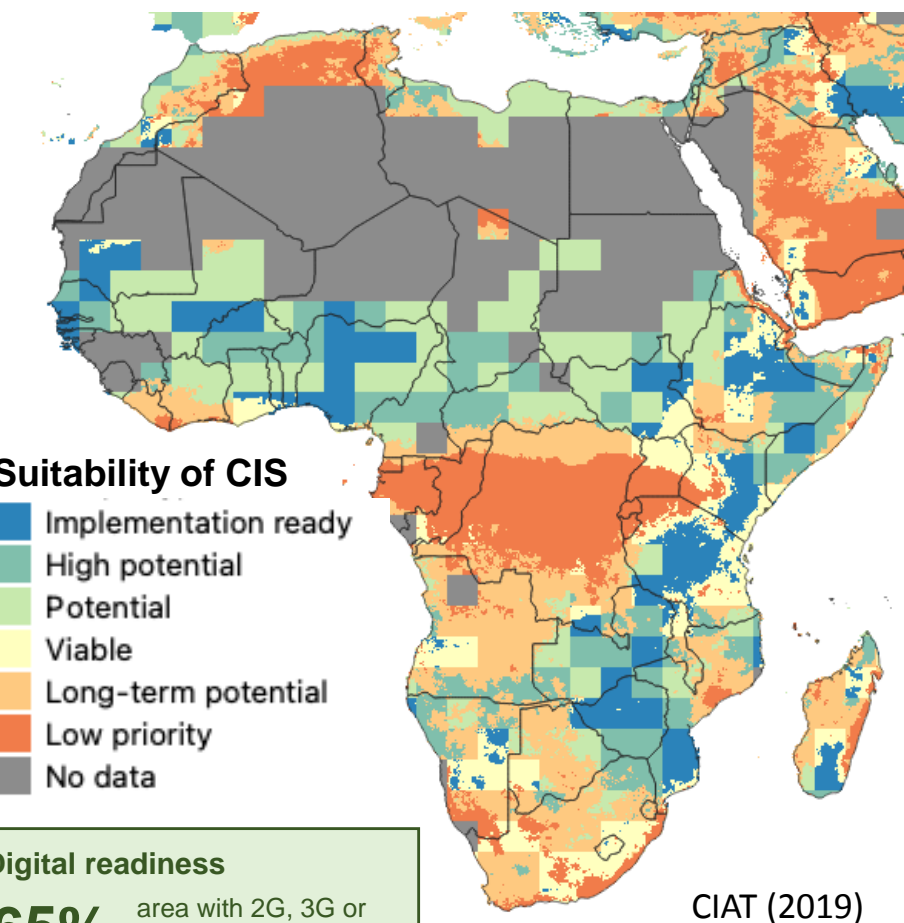 Suitability of CIS
Implementation ready
High potential
Potential
Viable
Long-term potential
Low priority
No data
Digital readiness
65% area with 2G, 3G or
CIAT (2019)